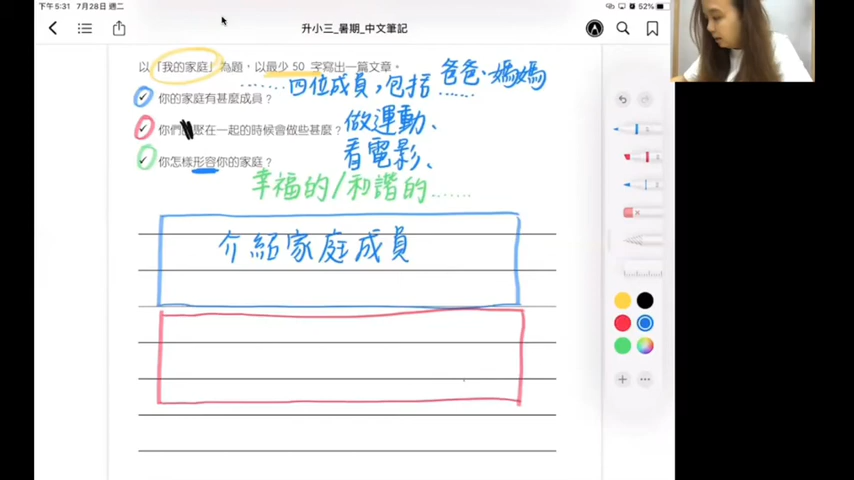 下午5:31 7月28日 週二
52%
升小三_暑期_中文筆記
以「我的家庭」為題，以最少 50 字寫出一篇文章。
四位成員，包括爸爸、媽媽......
你的家庭有甚麼成員？
你們聚在一起的時候會做些甚麼？
做運動、
看電影、
你怎樣形容你的家庭？
幸福的/和諧的......
介紹家庭成員